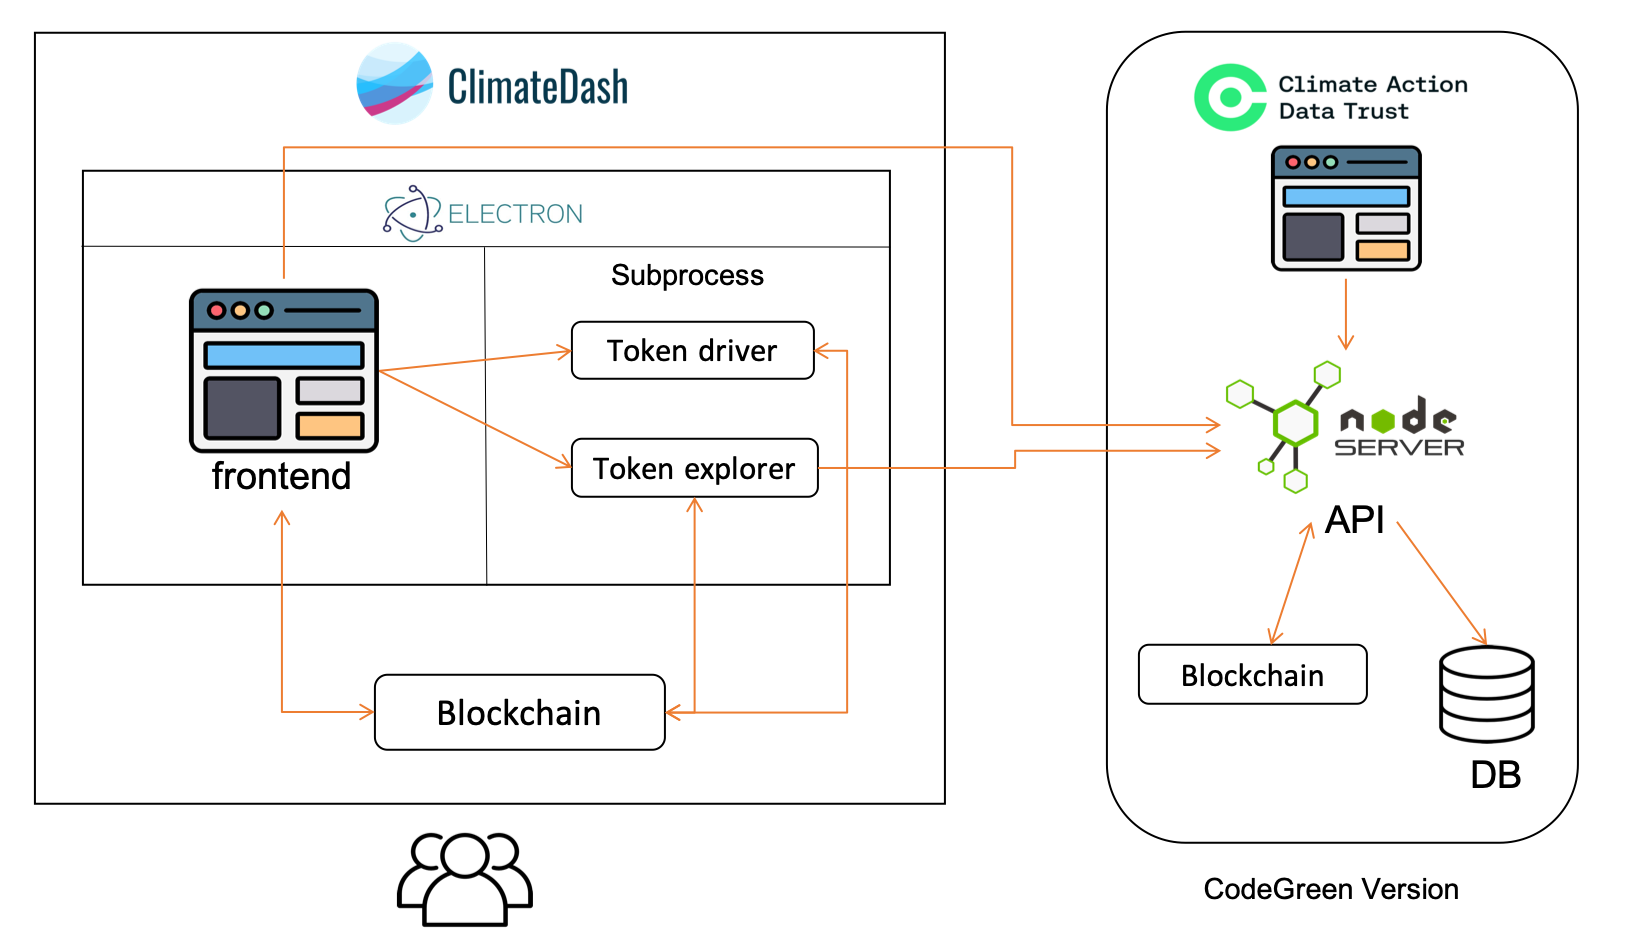 ClimateDash
ELECTRON
Subprocess
Token driver
Token explorer
frontend
Blockchain
Climate Action
Data Trust
node
SERVER
API
Blockchain
DB
CodeGreen Version